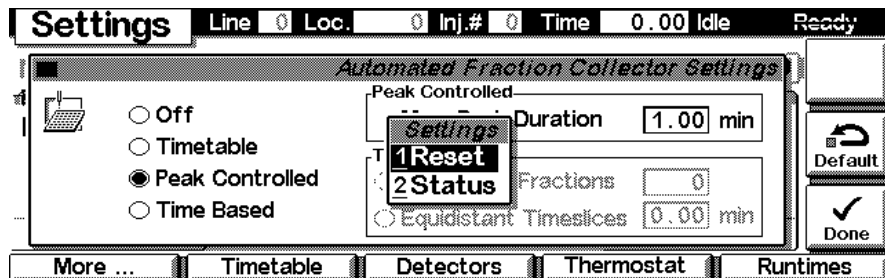 Settings Line 0 Loc. 0 Inj.# 0 Time 0.00 Idle Ready
Automated Fraction Collector Settings
Peak Controlled
Off
Duration 1.00 min
Settings
Timetable
1 Reset
Default
Peak Controlled
2 Status
Fractions 0
Time Based
Equidistant Timeslices 0.00 min
Done
More ... Timetable Detectors Thermostat Runtimes